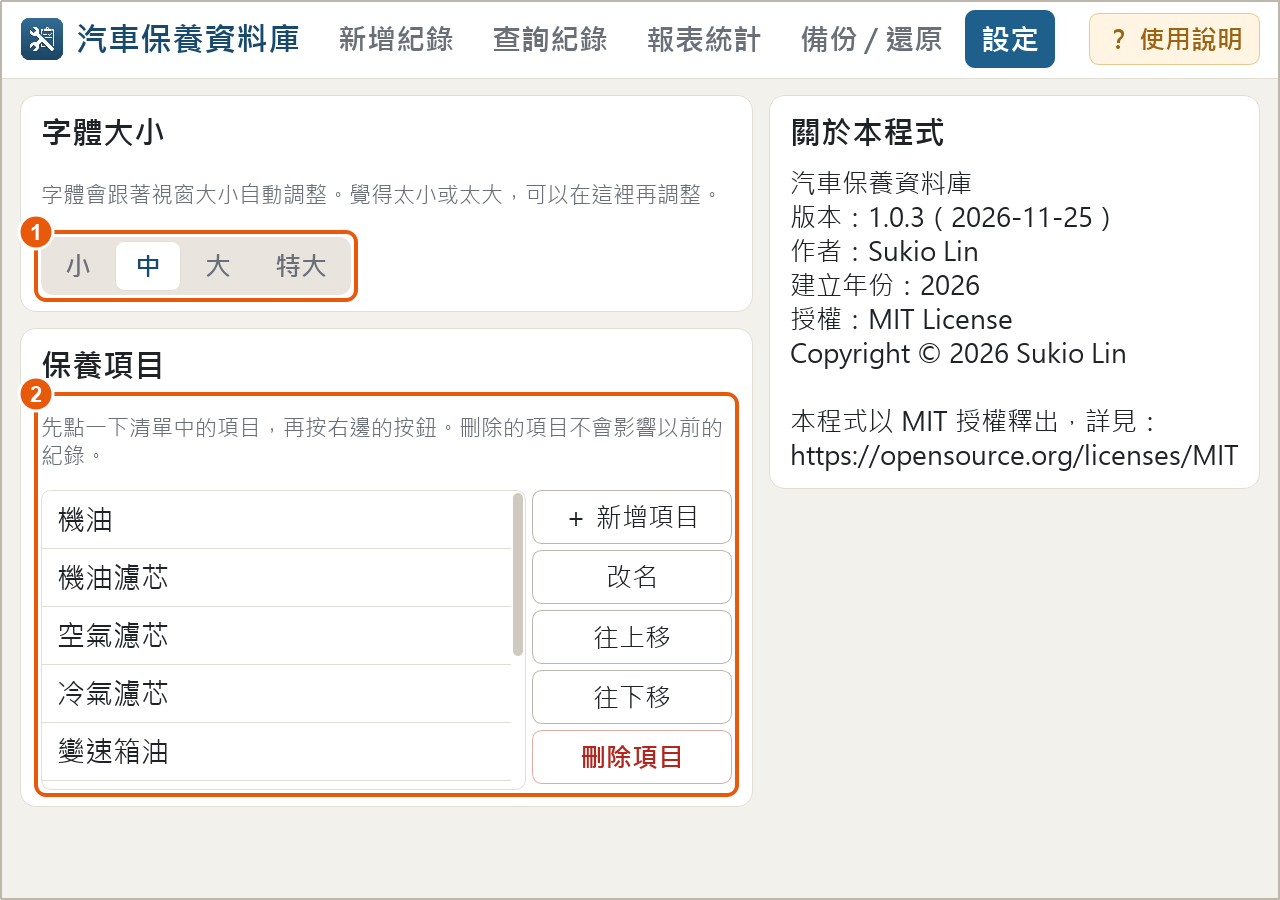 汽車保養資料庫 新增紀錄 查詢紀錄 報表統計 備份 / 還原 設定 ? 使用說明
字體大小
字體會跟著視窗大小自動調整。覺得太小或太大，可以在這裡再調整。
1
小 中 大 特大
保養項目
2
先點一下清單中的項目，再按右邊的按鈕。刪除的項目不會影響以前的
紀錄。
機油
機油濾芯
空氣濾芯
冷氣濾芯
變速箱油
+ 新增項目
改名
往上移
往下移
刪除項目
關於本程式
汽車保養資料庫
版本：1.0.3（2026-11-25）
作者：Sukio Lin
建立年份：2026
授權：MIT License
Copyright © 2026 Sukio Lin
本程式以 MIT 授權釋出，詳見：
https://opensource.org/licenses/MIT